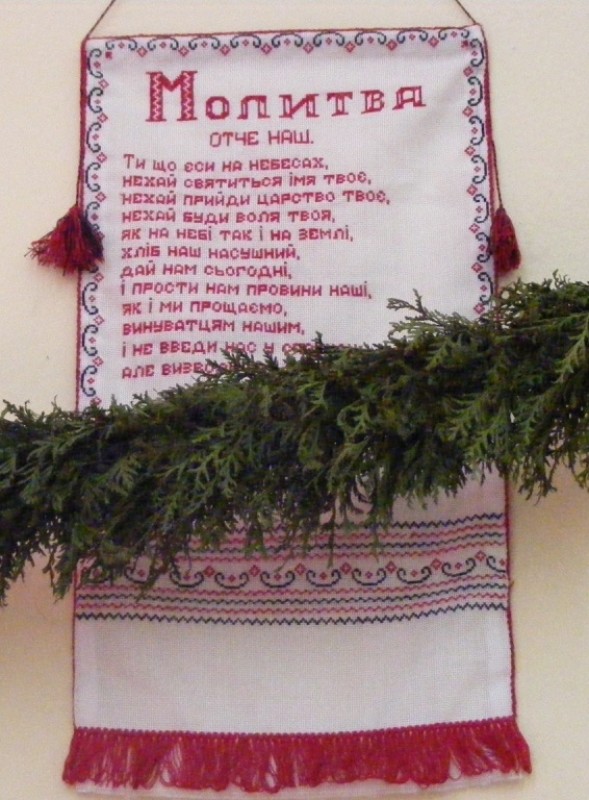 Молитва
ОТЧЕ НАШ.
Ти що єси на небесах,
нехай святиться імя твоє,
нехай прийди царство твоє,
нехай буди воля твоя,
як на небі так і на землі,
хліб наш насушний,
дай нам сьогодні,
і прости нам провини наші,
як і ми прощаємо,
винуватцям нашим,
і не введи нас у
але